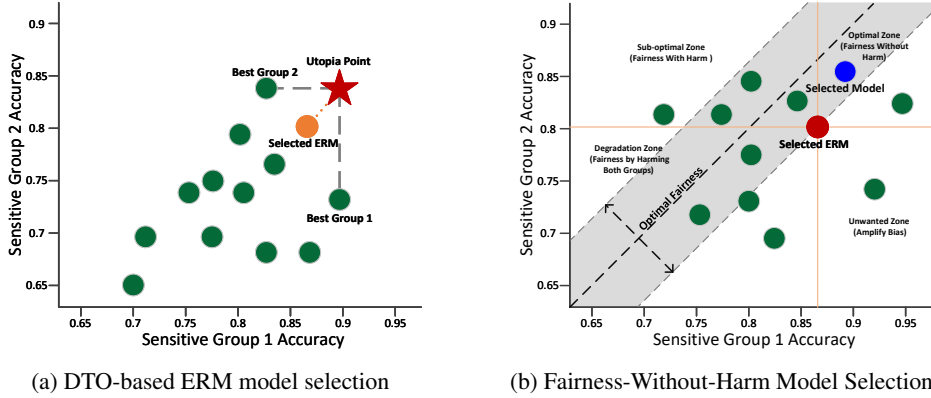 0.9
0.85
0.8
0.75
0.7
0.65
Sensitive Group 2 Accuracy
Utopia Point
Best Group 2
Selected ERM
Best Group 1
0.65 0.7 0.75 0.8 0.85 0.9 0.95
Sensitive Group 1 Accuracy
(a) DTO-based ERM model selection
0.9
0.85
0.8
0.75
0.7
0.65
Sensitive Group 2 Accuracy
Sub-optimal Zone
(Fairness With Harm )
Optimal Zone
(Fairness Without
Harm)
Selected Model
Selected ERM
Degradation Zone
(Fairness by Harming
Both Groups)
Optimal Fairness
Unwanted Zone
(Amplify Bias)
0.65 0.7 0.75 0.8 0.85 0.9 0.95
Sensitive Group 1 Accuracy
(b) Fairness-Without-Harm Model Selection